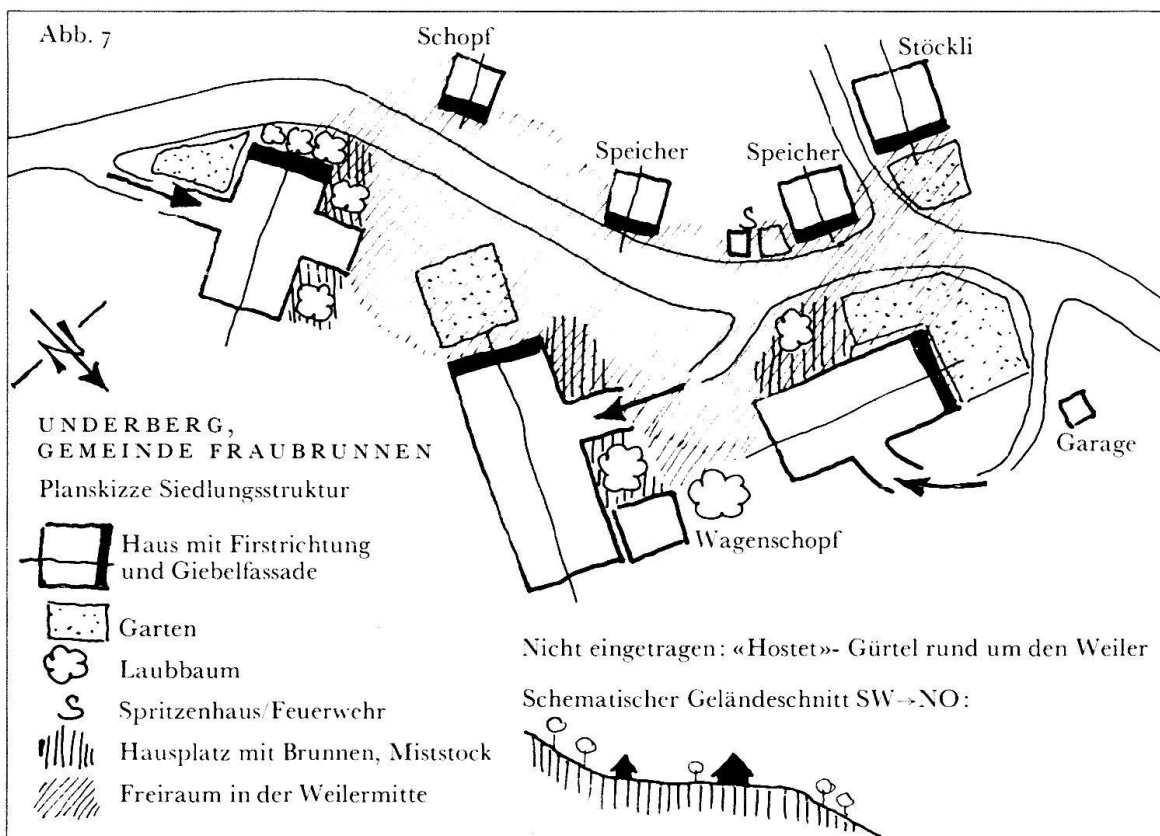 Abb. 7
Schopf
Stöckli
Speicher
Speicher
S
Garage
Wagenschopf
UNDERBERG,
GEMEINDE FRAUBRUNNEN
Planskizze Siedlungsstruktur
Haus mit Firstrichtung
und Giebelfassade
Garten
Laubbaum
S Spritzenhaus/Feuerwehr
Hausplatz mit Brunnen, Miststock
Freiraum in der Weilermitte
Nicht eingetragen: «Hostet»- Gürtel rund um den Weiler
Schematischer Geländeschnitt SW→NO: